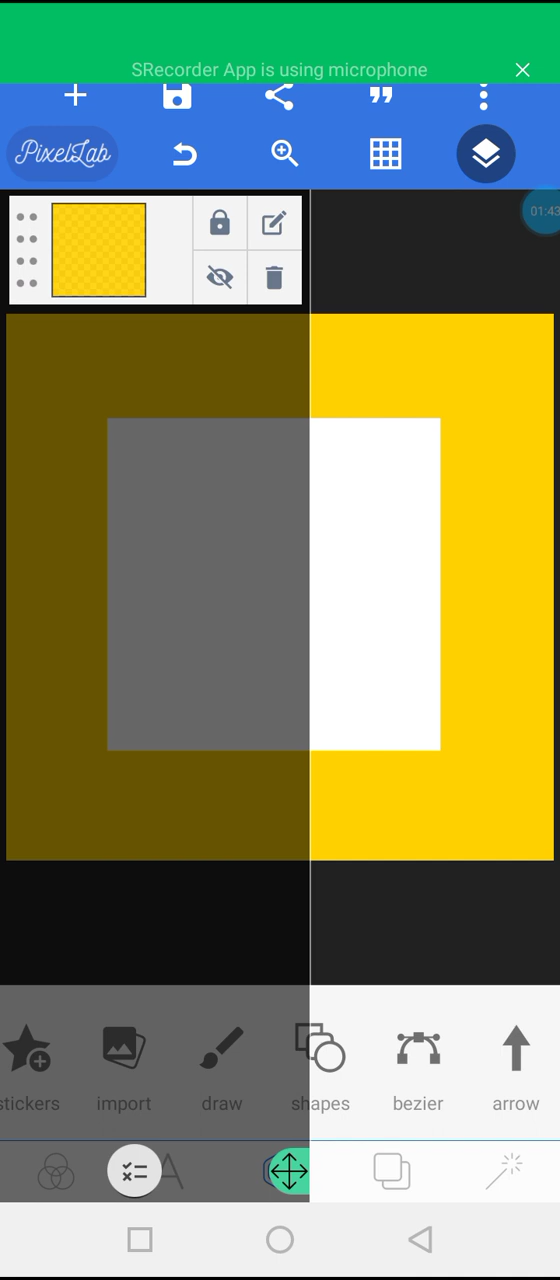 SRecorder App is using microphone
PixelLab
01:43
stickers import draw shapes bezier arrow
A